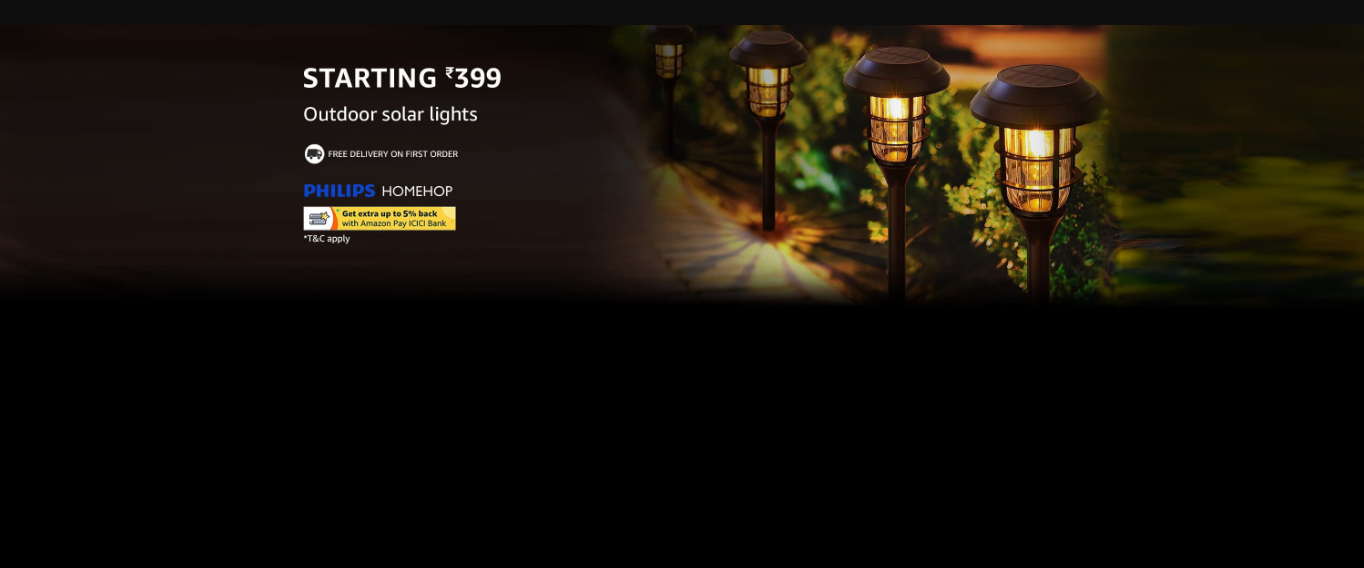 STARTING ₹399
Outdoor solar lights
FREE DELIVERY ON FIRST ORDER
PHILIPS HOMEHOP
Get extra up to 5% back
with Amazon Pay ICICI Bank
*T&C apply